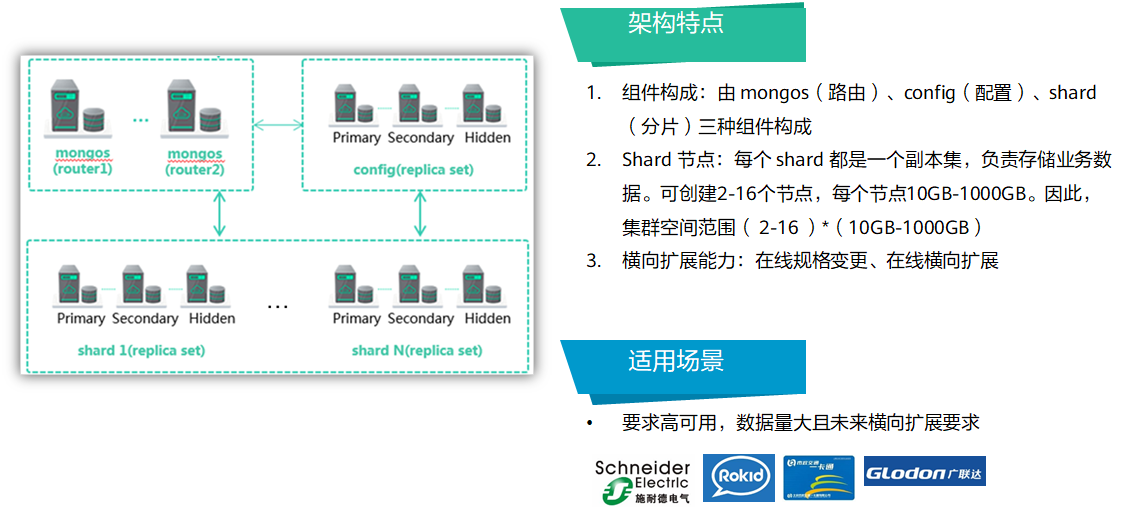 mongos
(router1)
...
mongos
(router2)
Primary Secondary Hidden
config(replica set)
Primary Secondary Hidden
shard 1(replica set)
...
Primary Secondary Hidden
shard N(replica set)
架构特点
1. 组件构成：由 mongos（路由）、config（配置）、shard
（分片）三种组件构成
2. Shard 节点：每个 shard 都是一个副本集，负责存储业务数
据。可创建2-16个节点，每个节点10GB-1000GB。因此，
集群空间范围（ 2-16 ）*（10GB-1000GB）
3. 横向扩展能力：在线规格变更、在线横向扩展
适用场景
• 要求高可用，数据量大且未来横向扩展要求
Schneider
Electric
施耐德电气
Rokid
市政交通
一卡通
GLODON 广联达